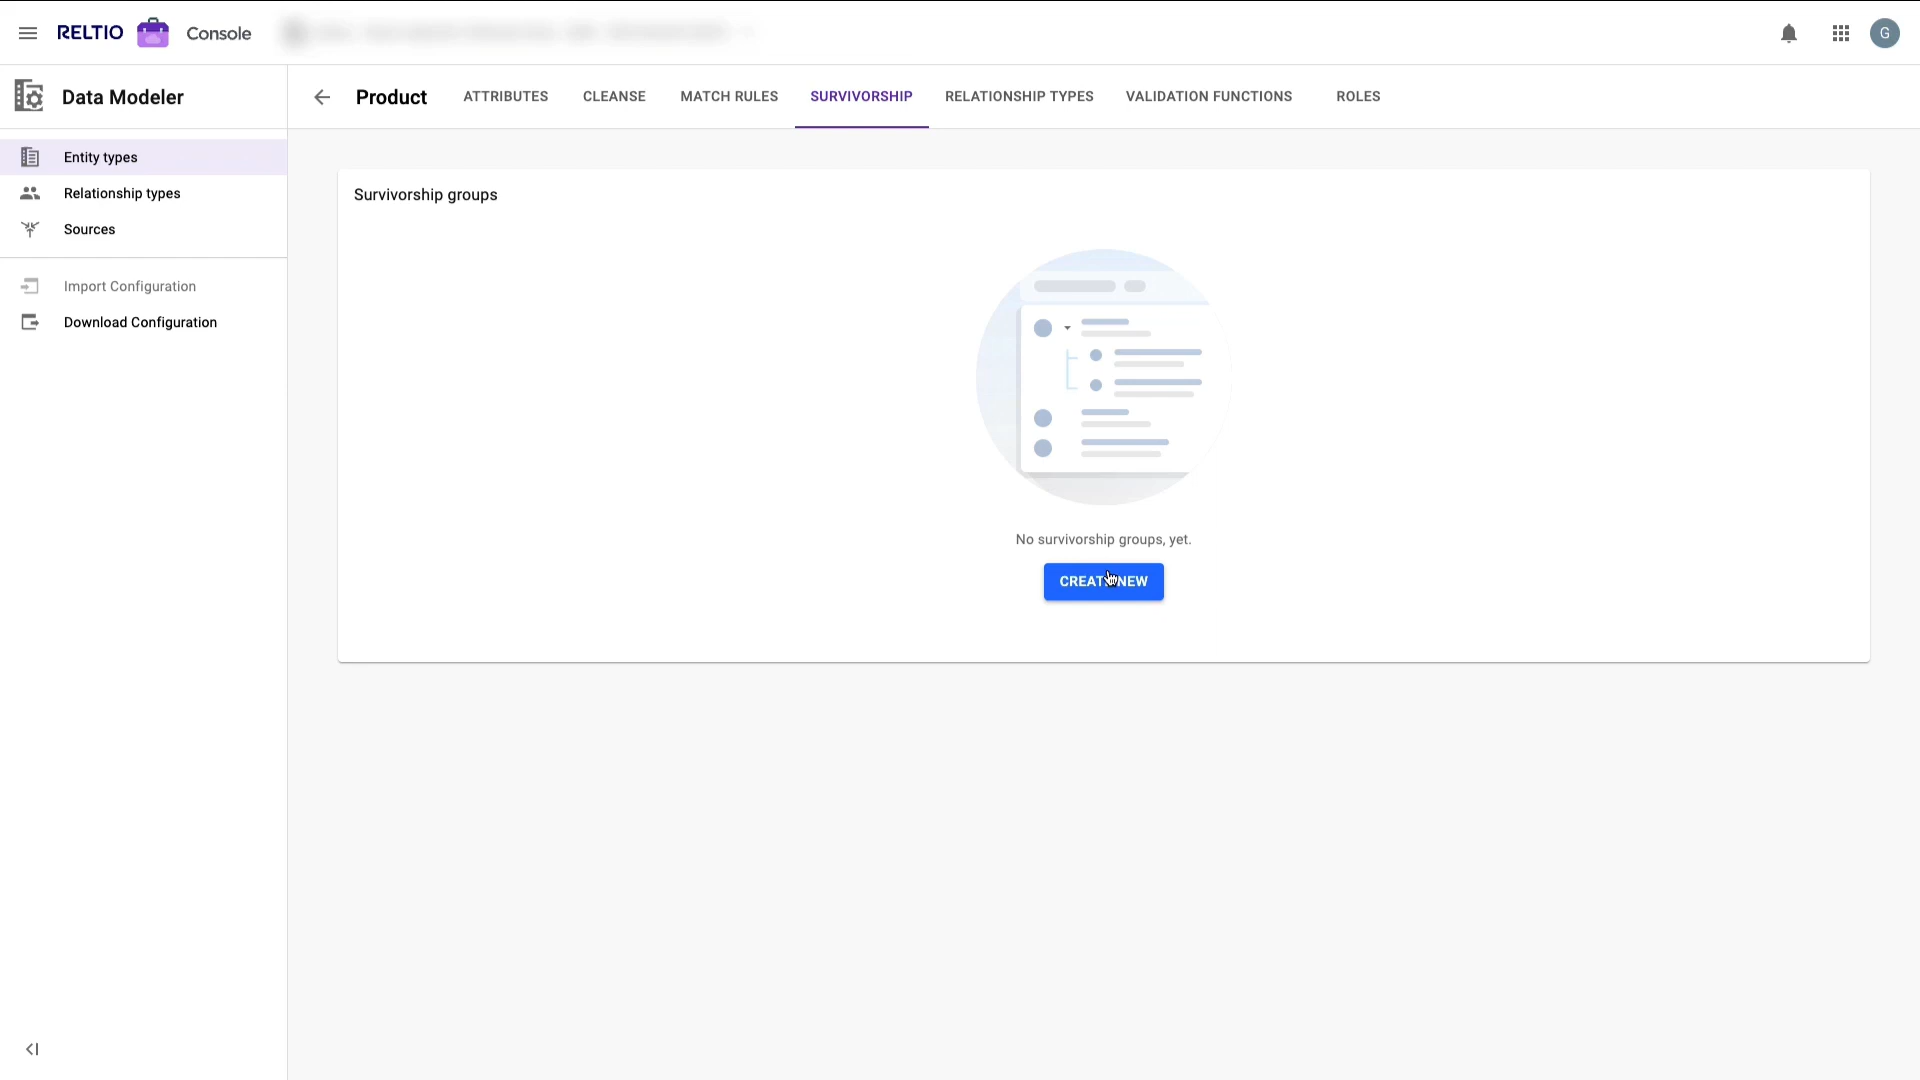 RELTIO Console
G
Data Modeler
Product ATTRIBUTES CLEANSE MATCH RULES SURVIVORSHIP RELATIONSHIP TYPES VALIDATION FUNCTIONS ROLES
Entity types
Relationship types
Sources
Import Configuration
Download Configuration
Survivorship groups
No survivorship groups, yet.
CREATE NEW